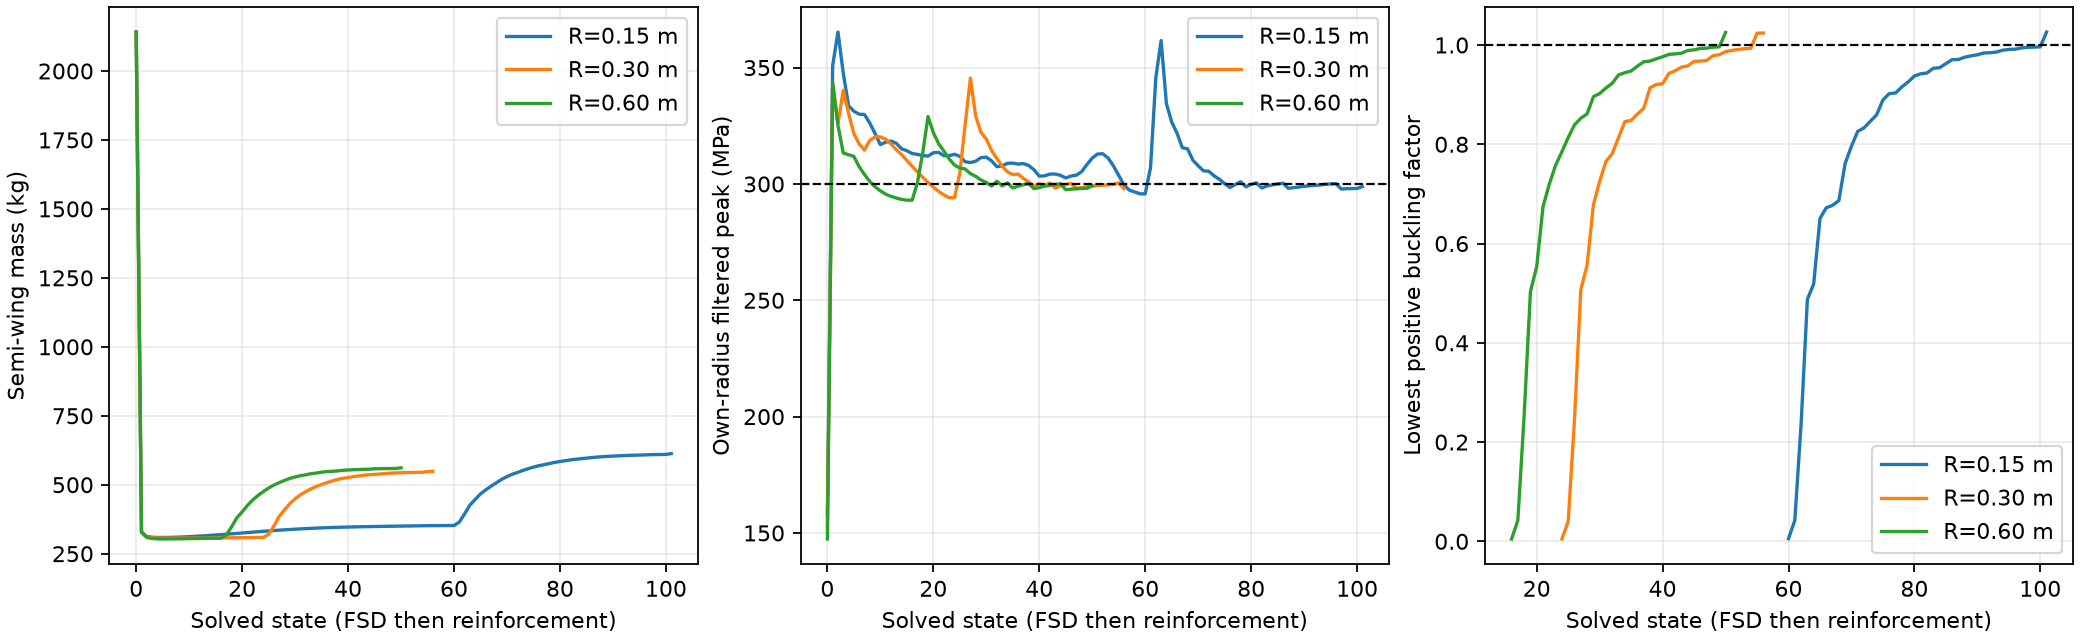 Semi-wing mass (kg)
2000
1750
1500
1250
1000
750
500
250
0
20
40
60
80
100
Solved state (FSD then reinforcement)
R=0.15 m
R=0.30 m
R=0.60 m
Own-radius filtered peak (MPa)
350
300
250
200
150
0
20
40
60
80
100
Solved state (FSD then reinforcement)
R=0.15 m
R=0.30 m
R=0.60 m
Lowest positive buckling factor
1.0
0.8
0.6
0.4
0.2
0.0
20
40
60
80
100
Solved state (FSD then reinforcement)
R=0.15 m
R=0.30 m
R=0.60 m